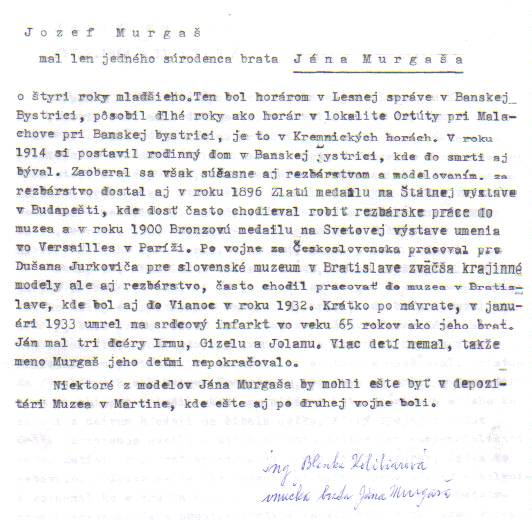 Jozef Murgaš
mal len jedného súrodenca brata Jána Murgaša
o štyri roky mladšieho.Ten bol horárom v Lesnej správe v Banskej
Bystrici, pôsobil dlhé roky ako horár v lokalite Ortúty pri Mala-
chove pri Banskej bystrici, je to v Kremnických horách. V roku
1914 si postavil rodinný dom v Banskej ystrici, kde do smrti aj
býval. Zaoberal sa však súčasne aj rezbárstvom a modelovaním. za
rezbárstvo dostal aj v roku 1896 Zlatú medailu na Štátnej výstave
v Budapešti, kde dosť často chodieval robiť rezbárske práce do
muzea a v roku 1900 Bronzovú medailu na Svetovej výstave umenia
vo Versailles v Paríži. Po vojne za Československa pracoval pre
Dušana Jurkoviča pre slovenské muzeum v Bratislave zväčša krajinné
modely ale aj rezbárstvo, často chodil pracovať do muzea v Bratis-
lave, kde bol aj do Vianoc v roku 1932. Krátko po návrate, v janu-
ári 1933 umrel na srdcový infarkt vo veku 65 rokov ako jeho brat.
Ján mal tri dcéry Irmu, Gizelu a Jolanu. Viac detí nemal, takže
meno Murgaš jeho deťmi nepokračovalo.
Niektoré z modelov Jána Murgaša by mohli ešte byť v depozi-
tári Muzea v Martine, kde ešte aj po druhej vojne boli.
ing. Blanka Holibiarová
vnučka brata Jána Murgaša